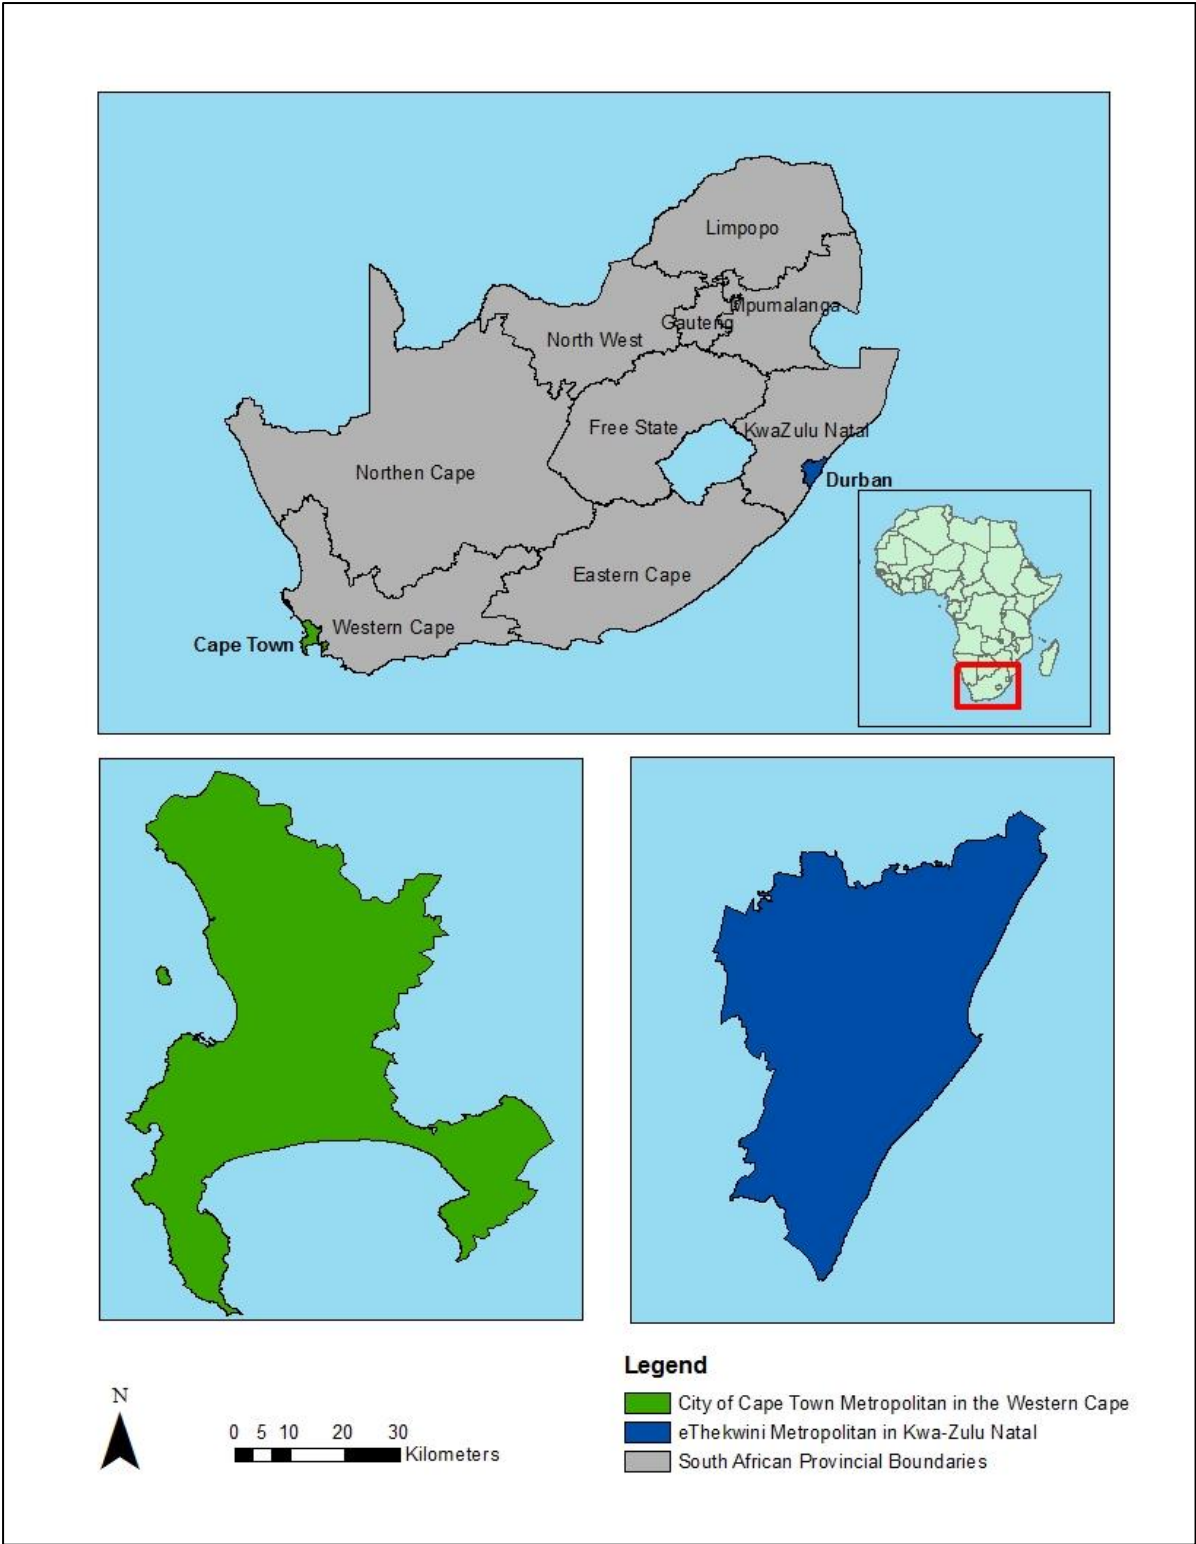 Limpopo
Mpumalanga
Gauteng
North West
Free State
KwaZulu Natal
Northen Cape
Durban
Eastern Cape
Western Cape
Cape Town
Legend
N
City of Cape Town Metropolitan in the Western Cape
0 5 10 20 30
eThekwini Metropolitan in Kwa-Zulu Natal
Kilometers
South African Provincial Boundaries